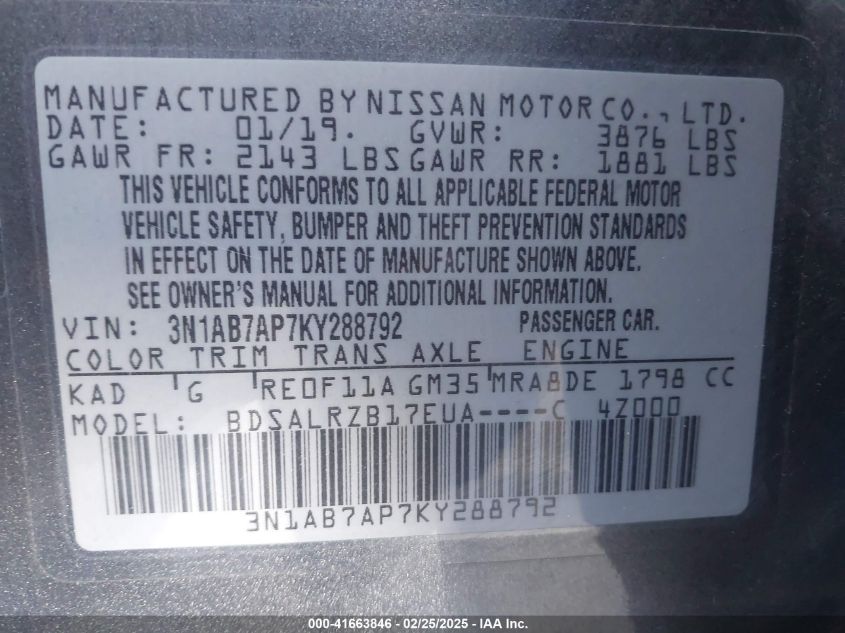 MANUFACTURED BY NISSAN MOTOR CO., LTD.
DATE: 01/19. GVWR: 3876 LBS
GAWR FR: 2143 LBS GAWR RR: 1881 LBS
THIS VEHICLE CONFORMS TO ALL APPLICABLE FEDERAL MOTOR
VEHICLE SAFETY, BUMPER AND THEFT PREVENTION STANDARDS
IN EFFECT ON THE DATE OF MANUFACTURE SHOWN ABOVE.
SEE OWNER'S MANUAL FOR ADDITIONAL INFORMATION.
VIN: 3N1AB7AP7KY288792 PASSENGER CAR.
COLOR TRIM TRANS AXLE ENGINE
KAD G RE0F11A GM35 MRA8DE 1798 CC
MODEL: BDSALRZB17EUA----C 4Z000
3N1AB7AP7KY288792
000-41663846 - 02/25/2025 - IAA Inc.